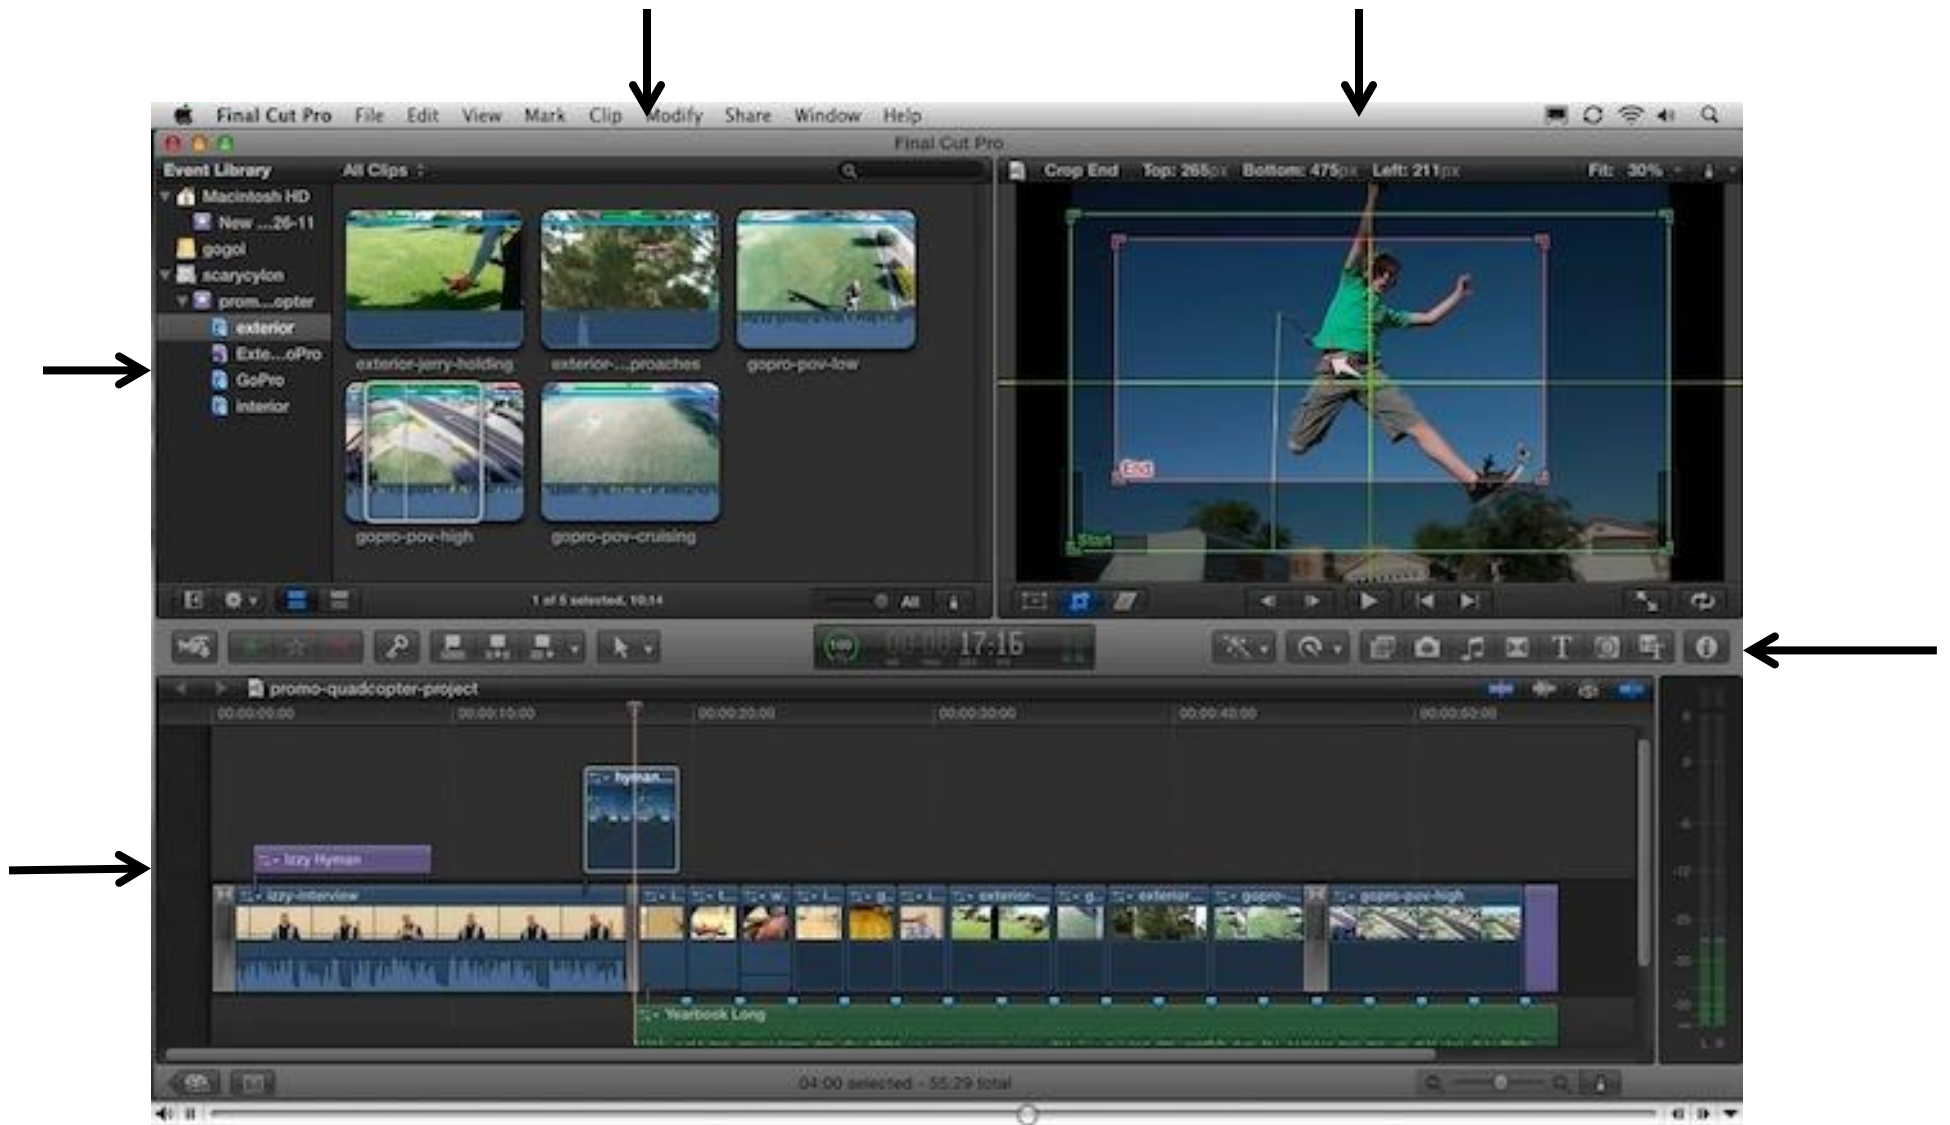 Final Cut Pro File Edit View Mark Clip Modify Share Window Help
Final Cut Pro
Event Library All Clips
Crop End Top: 265px Bottom: 475px Left: 211px Fit: 30%
Macintosh HD
New ...26-11
gogol
scarycylon
prom...opter
exterior
Exte...oPro
GoPro
interior
exterior-jerry-holding exterior-...proaches gopro-pov-low
gopro-pov-high gopro-pov-cruising
End
Start
1 of 5 selected, 10:14 All
100 17:16
promo-quadcopter-project
00:00:00:00 00:00:10:00 00:00:20:00 00:00:30:00 00:00:40:00 00:00:50:00
hyman...
Izzy Hyman
izzy-interview i... t... w... i... g... i... exterior-... g... exterior... gopro-... gopro-pov-high
Yearbook Long
L R
04:00 selected - 55:29 total